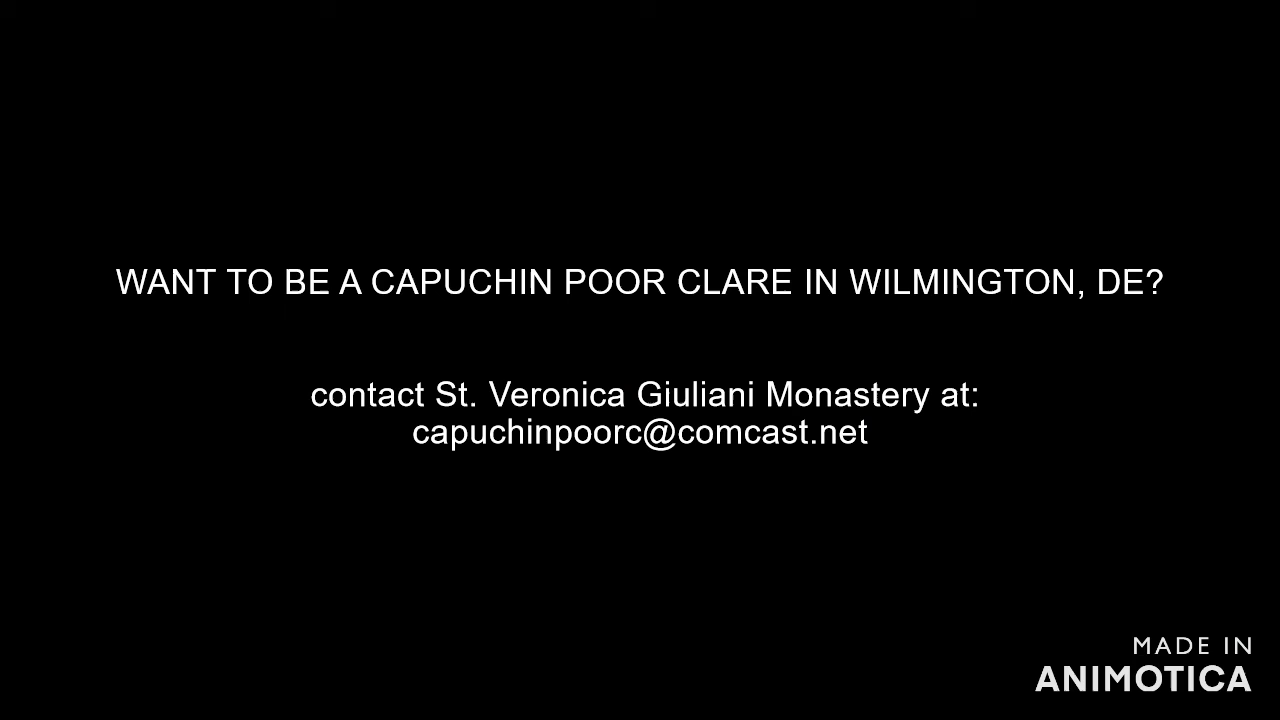 WANT TO BE A CAPUCHIN POOR CLARE IN WILMINGTON, DE?
contact St. Veronica Giuliani Monastery at:
capuchinpoorc@comcast.net
MADE IN
ANIMOTICA